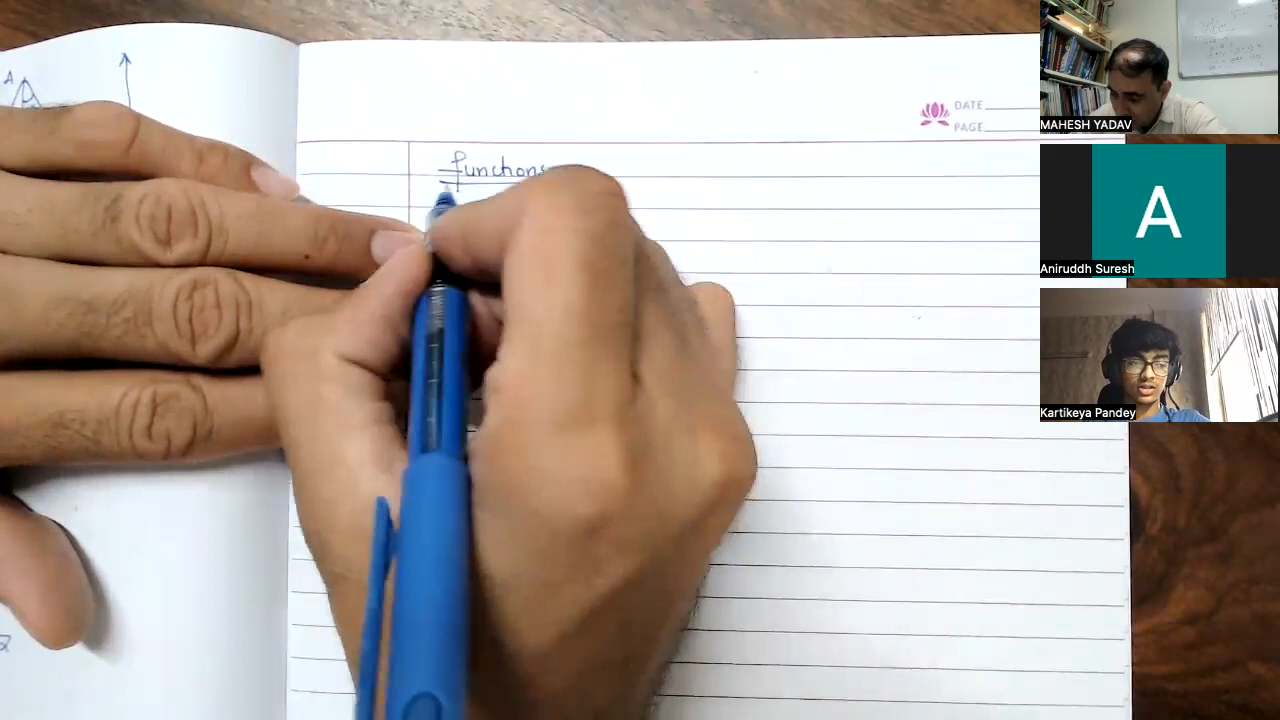 A
DATE
PAGE
functions
MAHESH YADAV
A
Aniruddh Suresh
Kartikeya Pandey